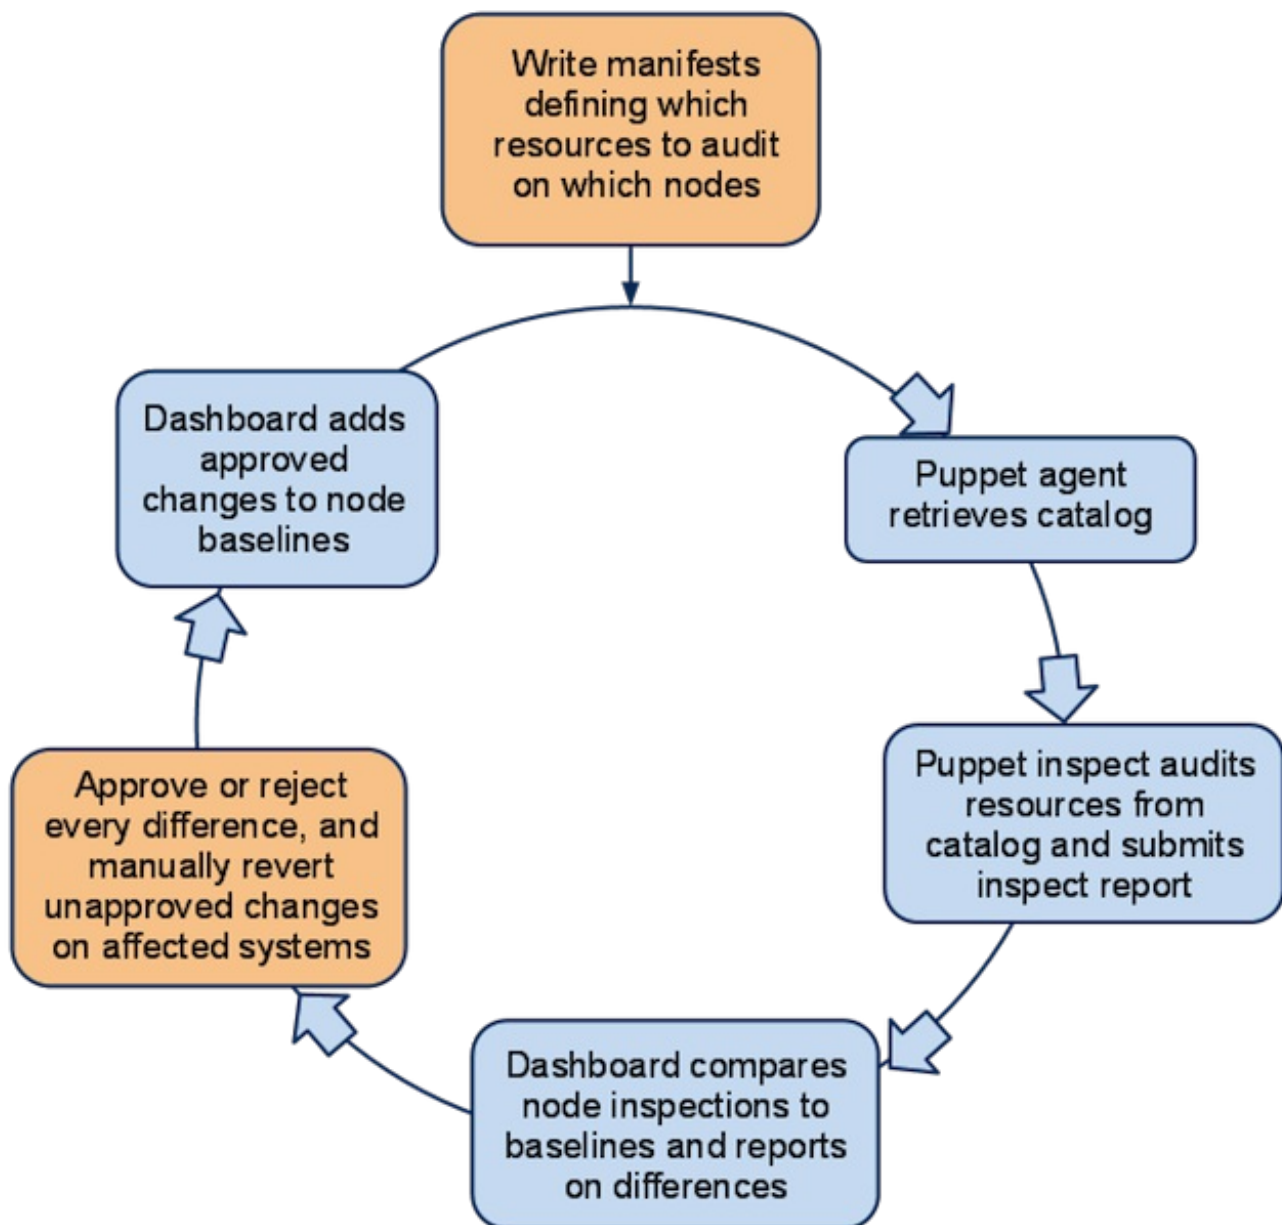 Write manifests
defining which
resources to audit
on which nodes
Dashboard adds
approved
changes to node
baselines
Puppet agent
retrieves catalog
Puppet inspect audits
resources from
catalog and submits
inspect report
Dashboard compares
node inspections to
baselines and reports
on differences
Approve or reject
every difference, and
manually revert
unapproved changes
on affected systems